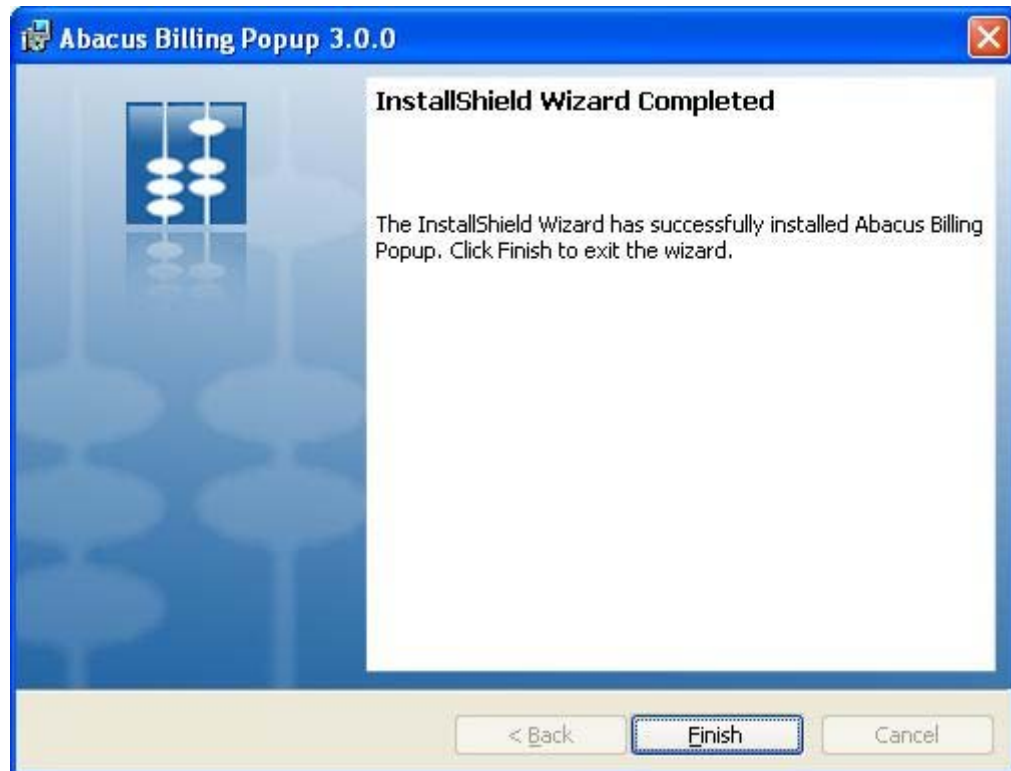 Abacus Billing Popup 3.0.0
InstallShield Wizard Completed
The InstallShield Wizard has successfully installed Abacus Billing
Popup. Click Finish to exit the wizard.
< Back
Finish
Cancel